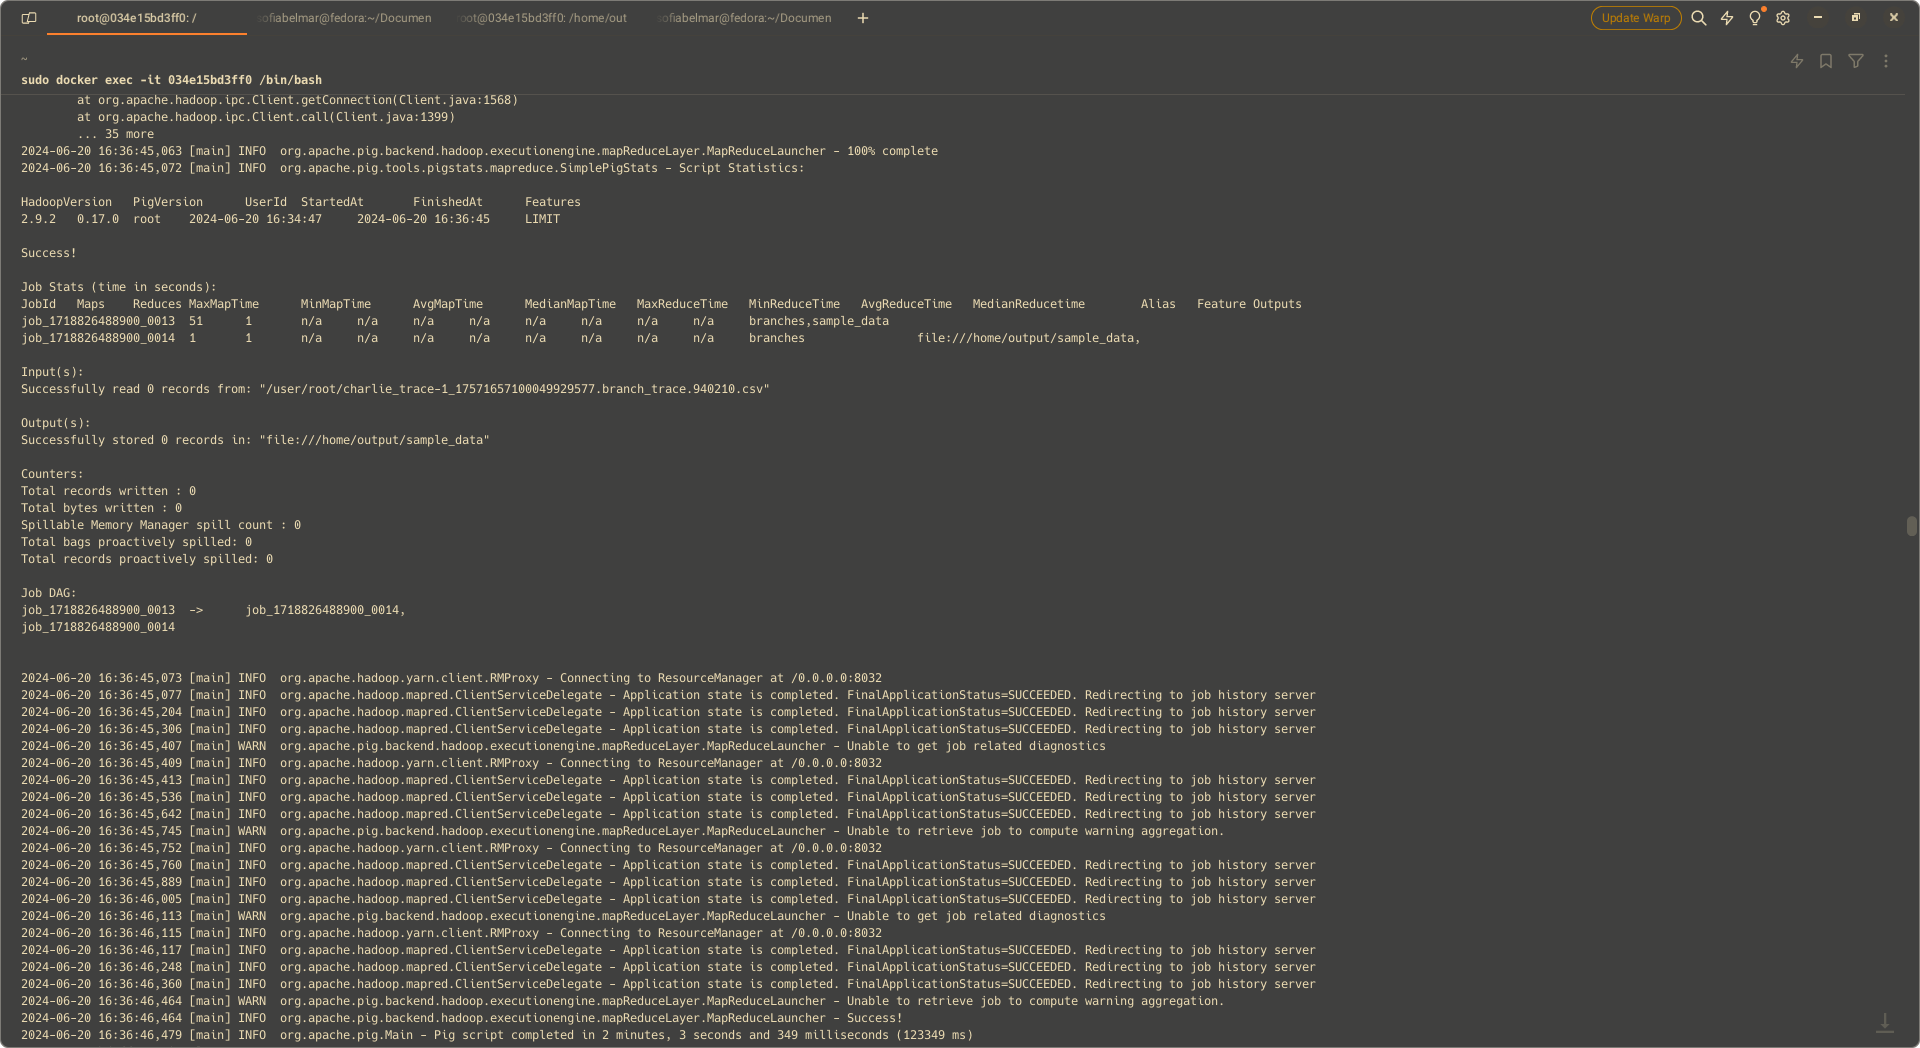 root@034e15bd3ff0: /
ofiabelmar@fedora:~/Documen
oot@034e15bd3ff0: /home/out
ofiabelmar@fedora:~/Documen
+
Update Warp
~
sudo docker exec -it 034e15bd3ff0 /bin/bash
at org.apache.hadoop.ipc.Client.getConnection(Client.java:1568)
at org.apache.hadoop.ipc.Client.call(Client.java:1399)
... 35 more
2024-06-20 16:36:45,063 [main] INFO  org.apache.pig.backend.hadoop.executionengine.mapReduceLayer.MapReduceLauncher - 100% complete
2024-06-20 16:36:45,072 [main] INFO  org.apache.pig.tools.pigstats.mapreduce.SimplePigStats - Script Statistics:
HadoopVersion   PigVersion      UserId  StartedAt       FinishedAt      Features
2.9.2   0.17.0  root    2024-06-20 16:34:47     2024-06-20 16:36:45     LIMIT
Success!
Job Stats (time in seconds):
JobId   Maps    Reduces MaxMapTime      MinMapTime      AvgMapTime      MedianMapTime   MaxReduceTime   MinReduceTime   AvgReduceTime   MedianReducetime        Alias   Feature Outputs
job_1718826488900_0013  51      1       n/a     n/a     n/a     n/a     n/a     n/a     n/a     n/a     branches,sample_data
job_1718826488900_0014  1       1       n/a     n/a     n/a     n/a     n/a     n/a     n/a     n/a     branches                file:///home/output/sample_data,
Input(s):
Successfully read 0 records from: "/user/root/charlie_trace-1_17571657100049929577.branch_trace.940210.csv"
Output(s):
Successfully stored 0 records in: "file:///home/output/sample_data"
Counters:
Total records written : 0
Total bytes written : 0
Spillable Memory Manager spill count : 0
Total bags proactively spilled: 0
Total records proactively spilled: 0
Job DAG:
job_1718826488900_0013  ->      job_1718826488900_0014,
job_1718826488900_0014
2024-06-20 16:36:45,073 [main] INFO  org.apache.hadoop.yarn.client.RMProxy - Connecting to ResourceManager at /0.0.0.0:8032
2024-06-20 16:36:45,077 [main] INFO  org.apache.hadoop.mapred.ClientServiceDelegate - Application state is completed. FinalApplicationStatus=SUCCEEDED. Redirecting to job history server
2024-06-20 16:36:45,204 [main] INFO  org.apache.hadoop.mapred.ClientServiceDelegate - Application state is completed. FinalApplicationStatus=SUCCEEDED. Redirecting to job history server
2024-06-20 16:36:45,306 [main] INFO  org.apache.hadoop.mapred.ClientServiceDelegate - Application state is completed. FinalApplicationStatus=SUCCEEDED. Redirecting to job history server
2024-06-20 16:36:45,407 [main] WARN  org.apache.pig.backend.hadoop.executionengine.mapReduceLayer.MapReduceLauncher - Unable to get job related diagnostics
2024-06-20 16:36:45,409 [main] INFO  org.apache.hadoop.yarn.client.RMProxy - Connecting to ResourceManager at /0.0.0.0:8032
2024-06-20 16:36:45,413 [main] INFO  org.apache.hadoop.mapred.ClientServiceDelegate - Application state is completed. FinalApplicationStatus=SUCCEEDED. Redirecting to job history server
2024-06-20 16:36:45,536 [main] INFO  org.apache.hadoop.mapred.ClientServiceDelegate - Application state is completed. FinalApplicationStatus=SUCCEEDED. Redirecting to job history server
2024-06-20 16:36:45,642 [main] INFO  org.apache.hadoop.mapred.ClientServiceDelegate - Application state is completed. FinalApplicationStatus=SUCCEEDED. Redirecting to job history server
2024-06-20 16:36:45,745 [main] WARN  org.apache.pig.backend.hadoop.executionengine.mapReduceLayer.MapReduceLauncher - Unable to retrieve job to compute warning aggregation.
2024-06-20 16:36:45,752 [main] INFO  org.apache.hadoop.yarn.client.RMProxy - Connecting to ResourceManager at /0.0.0.0:8032
2024-06-20 16:36:45,760 [main] INFO  org.apache.hadoop.mapred.ClientServiceDelegate - Application state is completed. FinalApplicationStatus=SUCCEEDED. Redirecting to job history server
2024-06-20 16:36:45,889 [main] INFO  org.apache.hadoop.mapred.ClientServiceDelegate - Application state is completed. FinalApplicationStatus=SUCCEEDED. Redirecting to job history server
2024-06-20 16:36:46,005 [main] INFO  org.apache.hadoop.mapred.ClientServiceDelegate - Application state is completed. FinalApplicationStatus=SUCCEEDED. Redirecting to job history server
2024-06-20 16:36:46,113 [main] WARN  org.apache.pig.backend.hadoop.executionengine.mapReduceLayer.MapReduceLauncher - Unable to get job related diagnostics
2024-06-20 16:36:46,115 [main] INFO  org.apache.hadoop.yarn.client.RMProxy - Connecting to ResourceManager at /0.0.0.0:8032
2024-06-20 16:36:46,117 [main] INFO  org.apache.hadoop.mapred.ClientServiceDelegate - Application state is completed. FinalApplicationStatus=SUCCEEDED. Redirecting to job history server
2024-06-20 16:36:46,248 [main] INFO  org.apache.hadoop.mapred.ClientServiceDelegate - Application state is completed. FinalApplicationStatus=SUCCEEDED. Redirecting to job history server
2024-06-20 16:36:46,360 [main] INFO  org.apache.hadoop.mapred.ClientServiceDelegate - Application state is completed. FinalApplicationStatus=SUCCEEDED. Redirecting to job history server
2024-06-20 16:36:46,464 [main] WARN  org.apache.pig.backend.hadoop.executionengine.mapReduceLayer.MapReduceLauncher - Unable to retrieve job to compute warning aggregation.
2024-06-20 16:36:46,464 [main] INFO  org.apache.pig.backend.hadoop.executionengine.mapReduceLayer.MapReduceLauncher - Success!
2024-06-20 16:36:46,479 [main] INFO  org.apache.pig.Main - Pig script completed in 2 minutes, 3 seconds and 349 milliseconds (123349 ms)